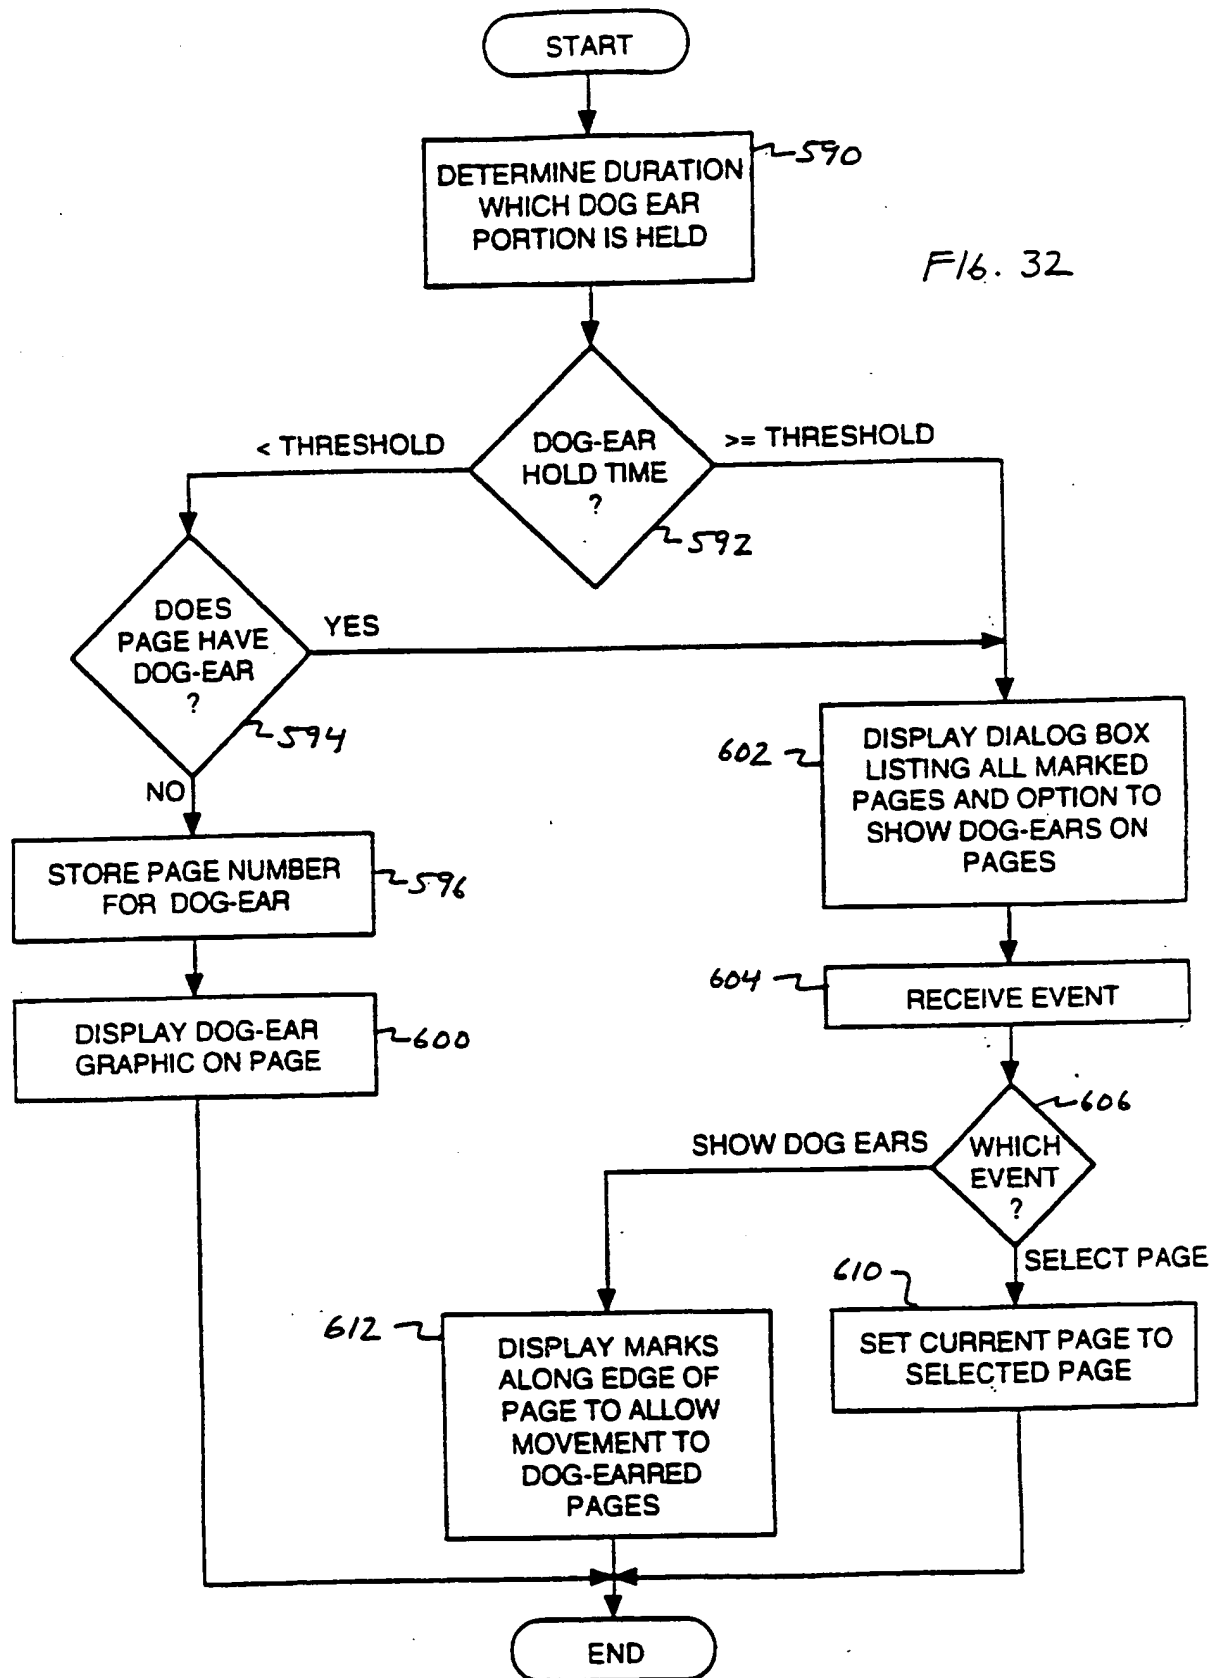 START
DETERMINE DURATION
WHICH DOG EAR
PORTION IS HELD
590
FIG. 32
< THRESHOLD
DOG-EAR
HOLD TIME
?
>= THRESHOLD
592
DOES
PAGE HAVE
DOG-EAR
?
YES
594
NO
602
DISPLAY DIALOG BOX
LISTING ALL MARKED
PAGES AND OPTION TO
SHOW DOG-EARS ON
PAGES
STORE PAGE NUMBER
FOR DOG-EAR
596
604
RECEIVE EVENT
DISPLAY DOG-EAR
GRAPHIC ON PAGE
600
606
SHOW DOG EARS
WHICH
EVENT
?
SELECT PAGE
610
612
DISPLAY MARKS
ALONG EDGE OF
PAGE TO ALLOW
MOVEMENT TO
DOG-EARRED
PAGES
SET CURRENT PAGE TO
SELECTED PAGE
END